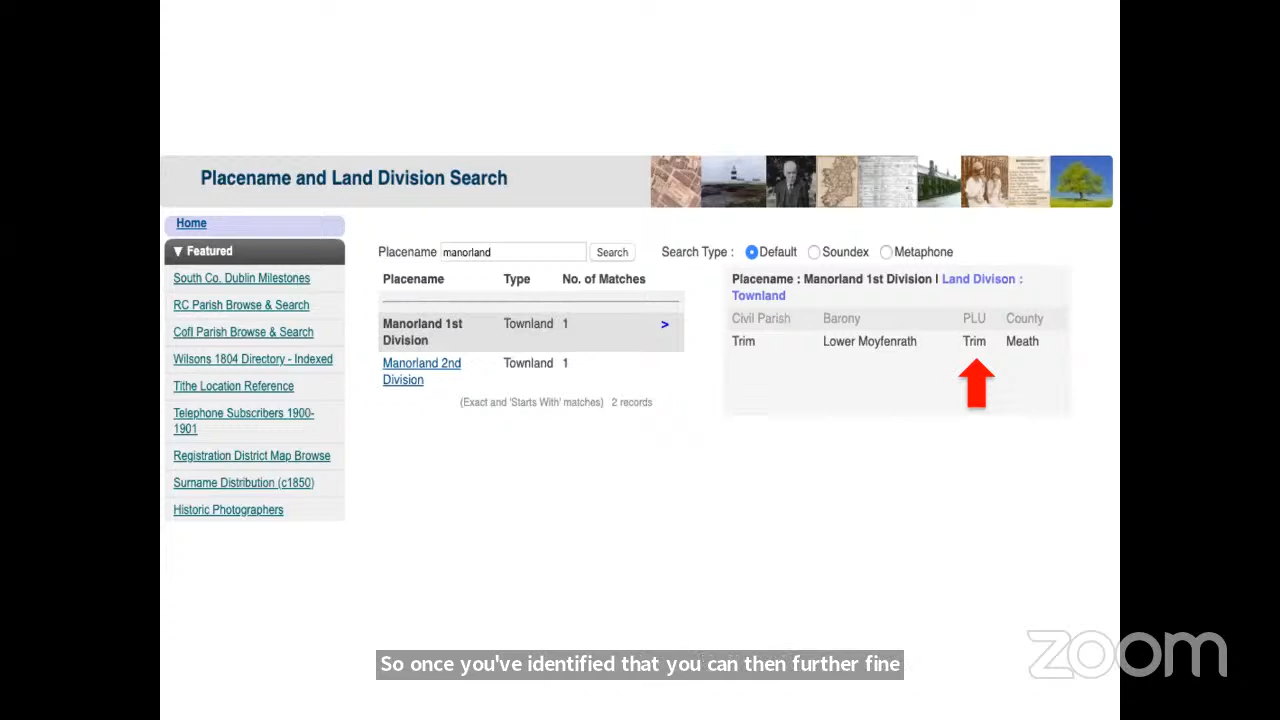 Placename and Land Division Search
Home
▼ Featured
South Co. Dublin Milestones
RC Parish Browse & Search
CofI Parish Browse & Search
Wilsons 1804 Directory - Indexed
Tithe Location Reference
Telephone Subscribers 1900-
1901
Registration District Map Browse
Surname Distribution (c1850)
Historic Photographers
Placename manorland Search Search Type : Default Soundex Metaphone
Placename Type No. of Matches
Manorland 1st Townland 1 >
Division
Manorland 2nd Townland 1
Division
(Exact and 'Starts With' matches) 2 records
Placename : Manorland 1st Division | Land Divison :
Townland
Civil Parish Barony PLU County
Trim Lower Moyfenrath Trim Meath
So once you've identified that you can then further fine
zoom